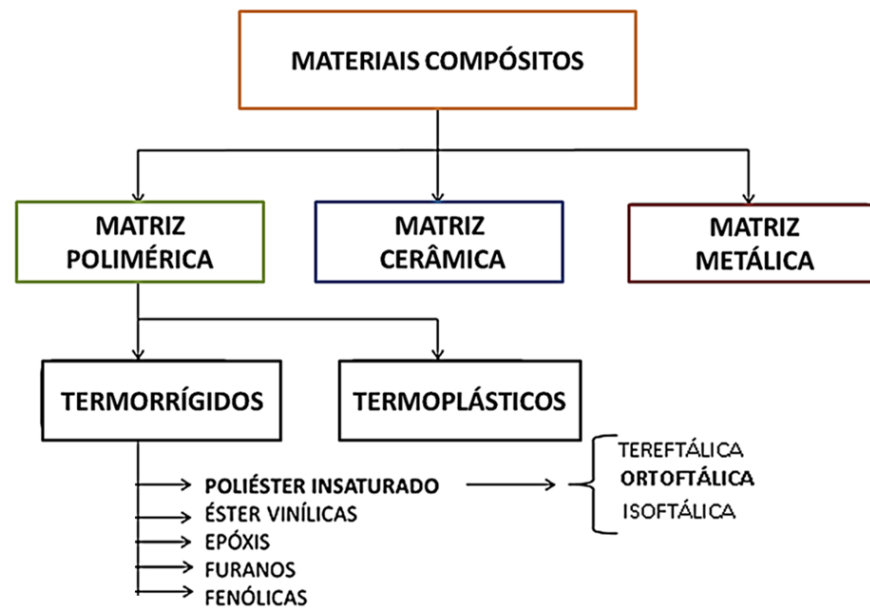 MATERIAIS COMPÓSITOS
MATRIZ
POLIMÉRICA
MATRIZ
CERÂMICA
MATRIZ
METÁLICA
TERMORRÍGIDOS
TERMOPLÁSTICOS
POLIÉSTER INSATURADO
ÉSTER VINÍLICAS
EPÓXIS
FURANOS
FENÓLICAS
TEREFTÁLICA
ORTOFTÁLICA
ISOFTÁLICA